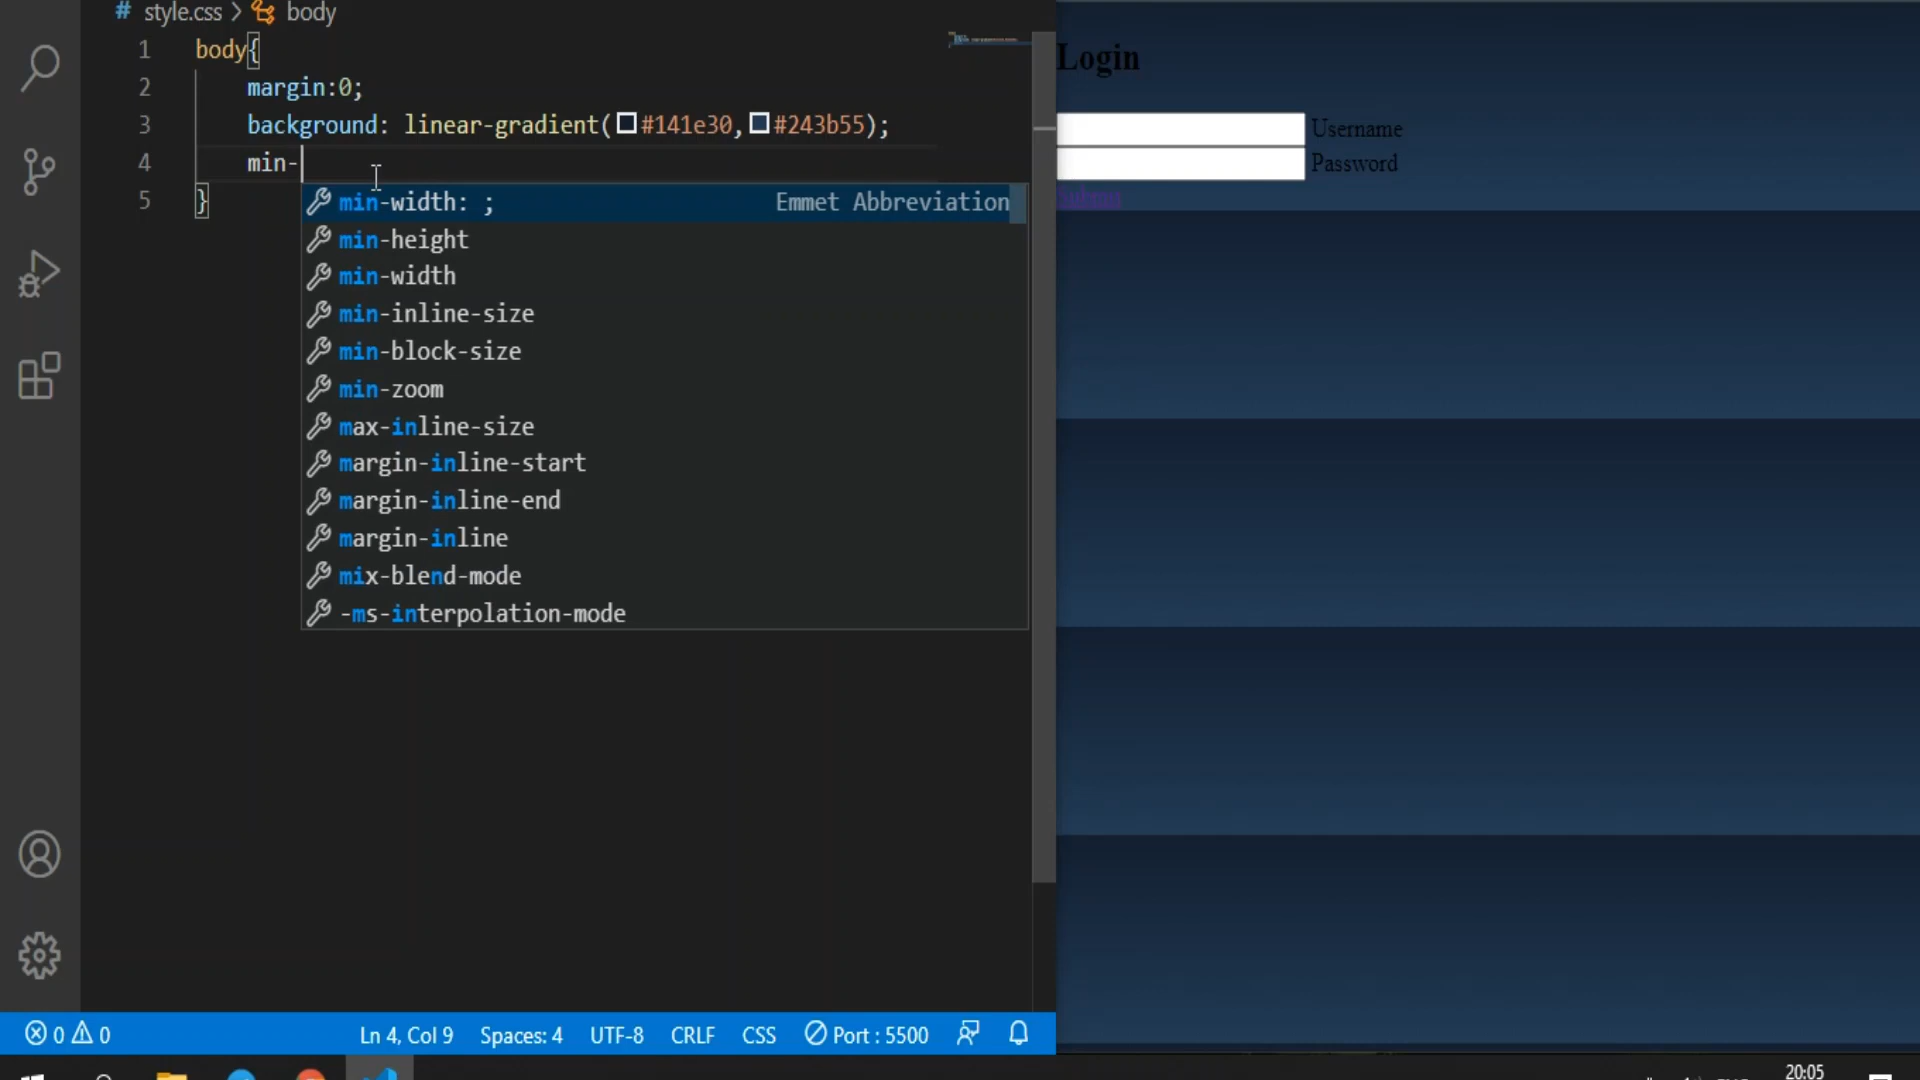 # style.css > body
1 body{
2 margin:0;
3 background: linear-gradient(#141e30,#243b55);
4 min-
5 }
min-width: ; Emmet Abbreviation
min-height
min-width
min-inline-size
min-block-size
min-zoom
max-inline-size
margin-inline-start
margin-inline-end
margin-inline
mix-blend-mode
-ms-interpolation-mode
Login
Username
Password
Submit
0 0 Ln 4, Col 9 Spaces: 4 UTF-8 CRLF CSS Port : 5500
20:05